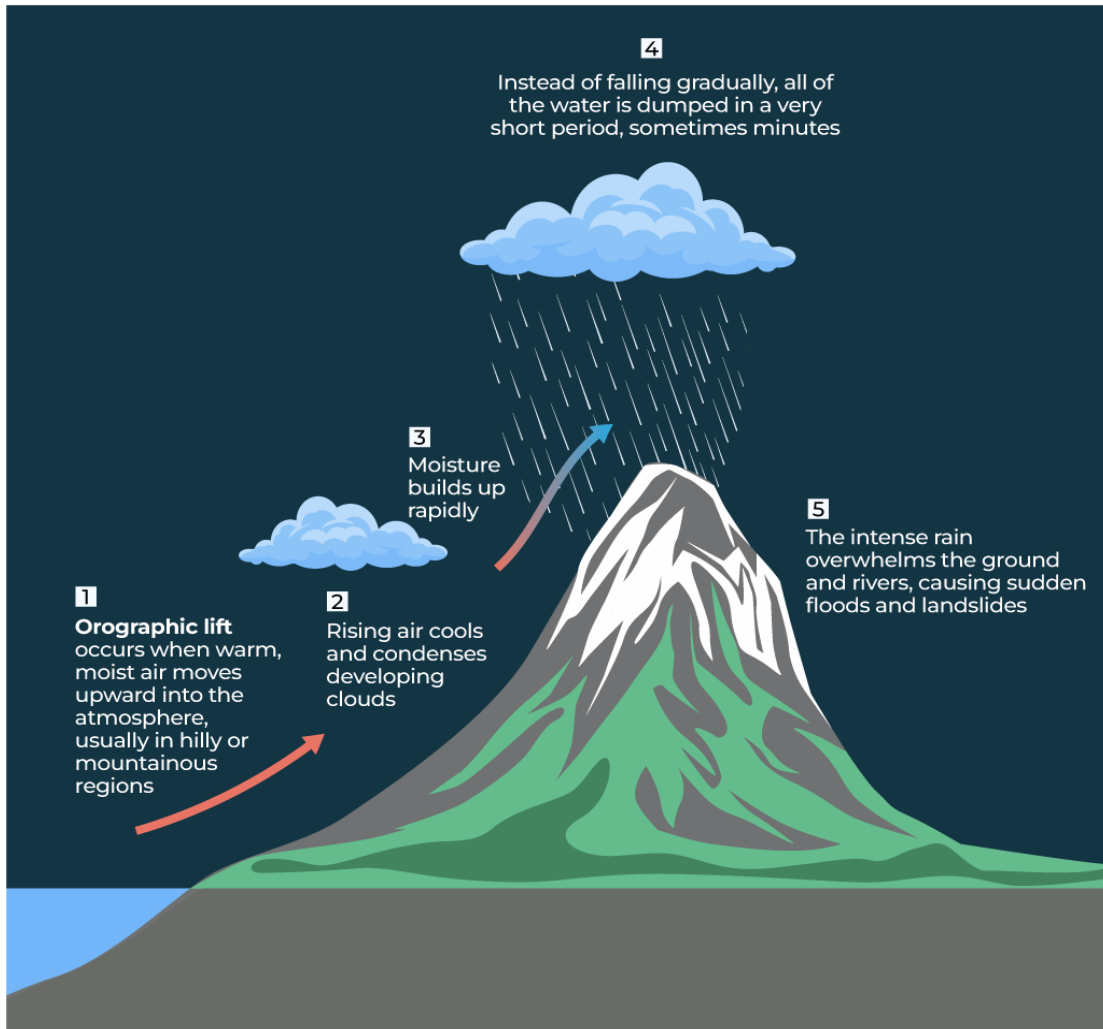 1
Orographic lift
occurs when warm,
moist air moves
upward into the
atmosphere,
usually in hilly or
mountainous
regions
2
Rising air cools
and condenses
developing
clouds
3
Moisture
builds up
rapidly
4
Instead of falling gradually, all of
the water is dumped in a very
short period, sometimes minutes
5
The intense rain
overwhelms the ground
and rivers, causing sudden
floods and landslides